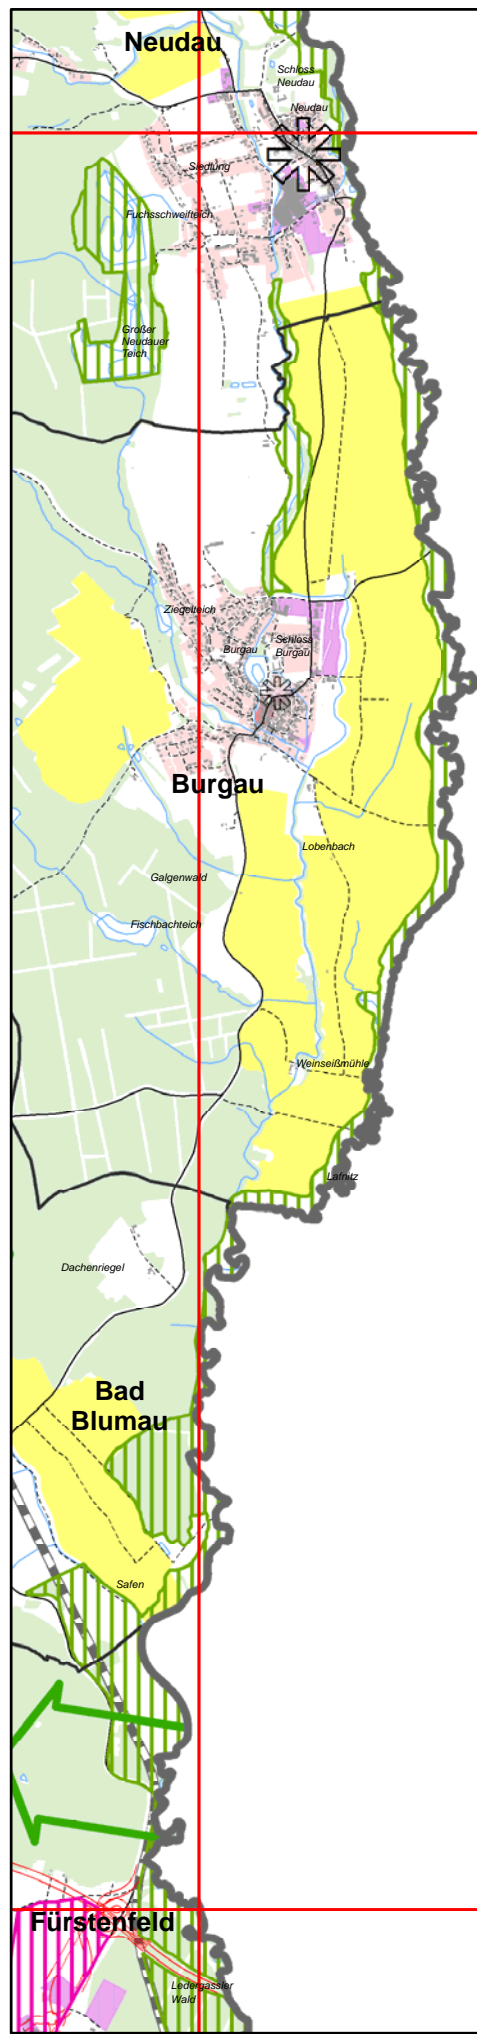 Neudau
Schloss
Neudau
Neudau
Siedlung
Fuchsschweifteich
Großer
Neudauer
Teich
Ziegelteich
Burgau
Schloss
Burgau
Burgau
Lobenbach
Galgenwald
Fischbachteich
Weinseißmühle
Lafnitz
Dachenriegel
Bad
Blumau
Safen
Fürstenfeld
Ledergassler
Wald